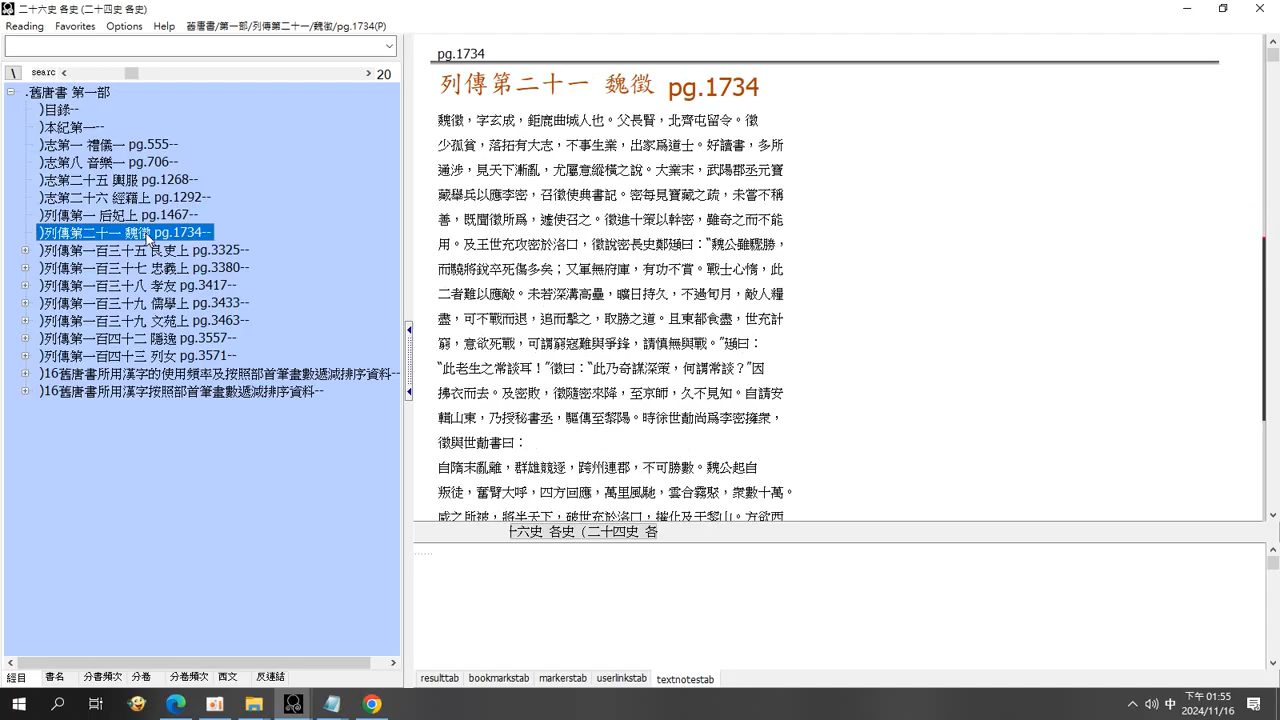 二十六史 各史 (二十四史 各史)
Reading Favorites Options Help 舊唐書/第一部/列傳第二十一/魏徵/pg.1734(P)
\ searc 20
.舊唐書 第一部
)目錄--
)本紀第一--
)志第一 禮儀一 pg.555--
)志第八 音樂一 pg.706--
)志第二十五 輿服 pg.1268--
)志第二十六 經籍上 pg.1292--
)列傳第一 后妃上 pg.1467--
)列傳第二十一 魏徵 pg.1734--
)列傳第一百三十五 良吏上 pg.3325--
)列傳第一百三十七 忠義上 pg.3380--
)列傳第一百三十八 孝友 pg.3417--
)列傳第一百三十九 儒學上 pg.3433--
)列傳第一百三十九 文苑上 pg.3463--
)列傳第一百四十二 隱逸 pg.3557--
)列傳第一百四十三 列女 pg.3571--
)16舊唐書所用漢字的使用頻率及按照部首筆畫數遞減排序資料--
)16舊唐書所用漢字按照部首筆畫數遞減排序資料--
經目 書名 分書頻次 分卷 分卷頻次 西文 反連結
pg.1734
列傳第二十一 魏徵 pg.1734
魏徵，字玄成，鉅鹿曲城人也。父長賢，北齊屯留令。徵
少孤貧，落拓有大志，不事生業，出家爲道士。好讀書，多所
通涉，見天下漸亂，尤屬意縱橫之說。大業末，武陽郡丞元寶
藏舉兵以應李密，召徵使典書記。密每見寶藏之疏，未嘗不稱
善，既聞徵所爲，遽使召之。徵進十策以幹密，雖奇之而不能
用。及王世充攻密於洛口，徵說密長史鄭頲曰：“魏公雖驟勝，
而驍將銳卒死傷多矣；又軍無府庫，有功不賞。戰士心惰，此
二者難以應敵。未若深溝高壘，曠日持久，不過旬月，敵人糧
盡，可不戰而退，追而擊之，取勝之道。且東都食盡，世充計
窮，意欲死戰，可謂窮寇難與爭鋒，請慎無與戰。”頲曰：
“此老生之常談耳！”徵曰：“此乃奇謀深策，何謂常談？”因
拂衣而去。及密敗，徵隨密來降，至京師，久不見知。自請安
輯山東，乃授秘書丞，驅傳至黎陽。時徐世勣尚爲李密擁衆，
徵與世勣書曰：
自隋末亂離，群雄競逐，跨州連郡，不可勝數。魏公起自
叛徒，奮臂大呼，四方回應，萬里風馳，雲合霧聚，衆數十萬。
威之所被，將半天下，破世充於洛口，摧化及于黎山。方欲西
十六史 各史（二十四史 各
......
resulttab bookmarkstab markerstab userlinkstab textnotestab
中 下午 01:55
2024/11/16